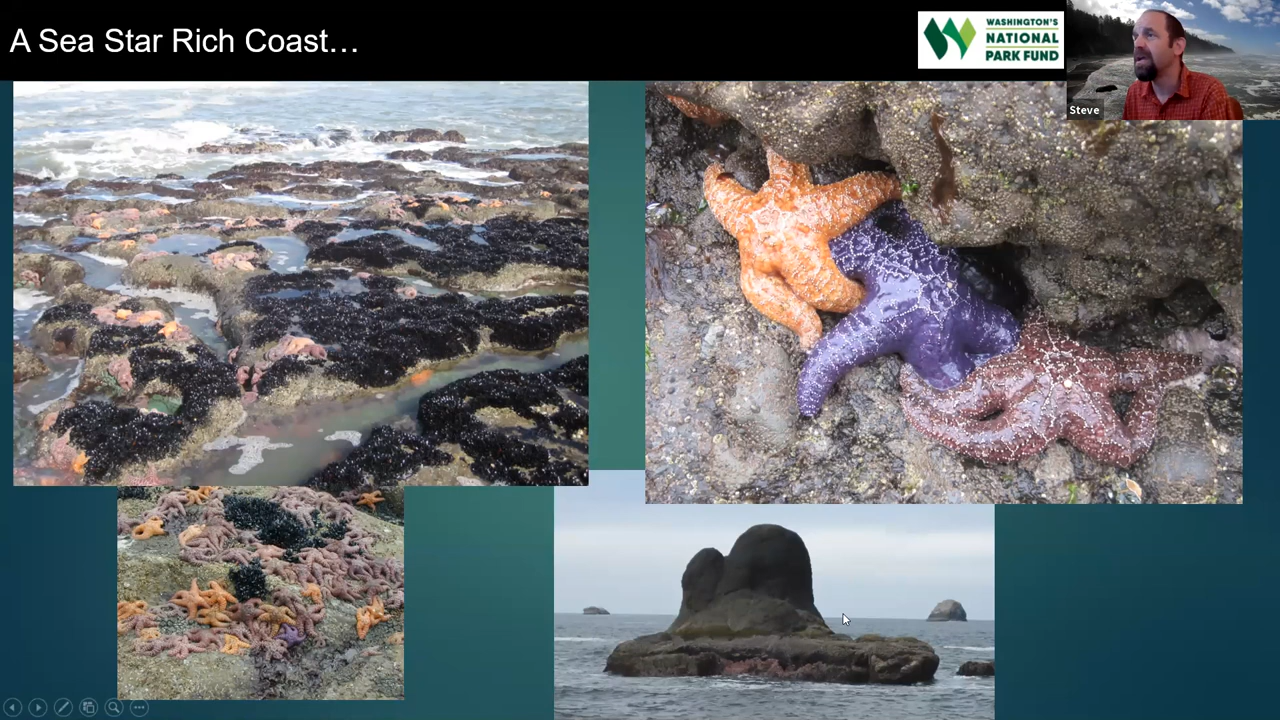 A Sea Star Rich Coast…
WASHINGTON'S
NATIONAL
PARK FUND
Steve